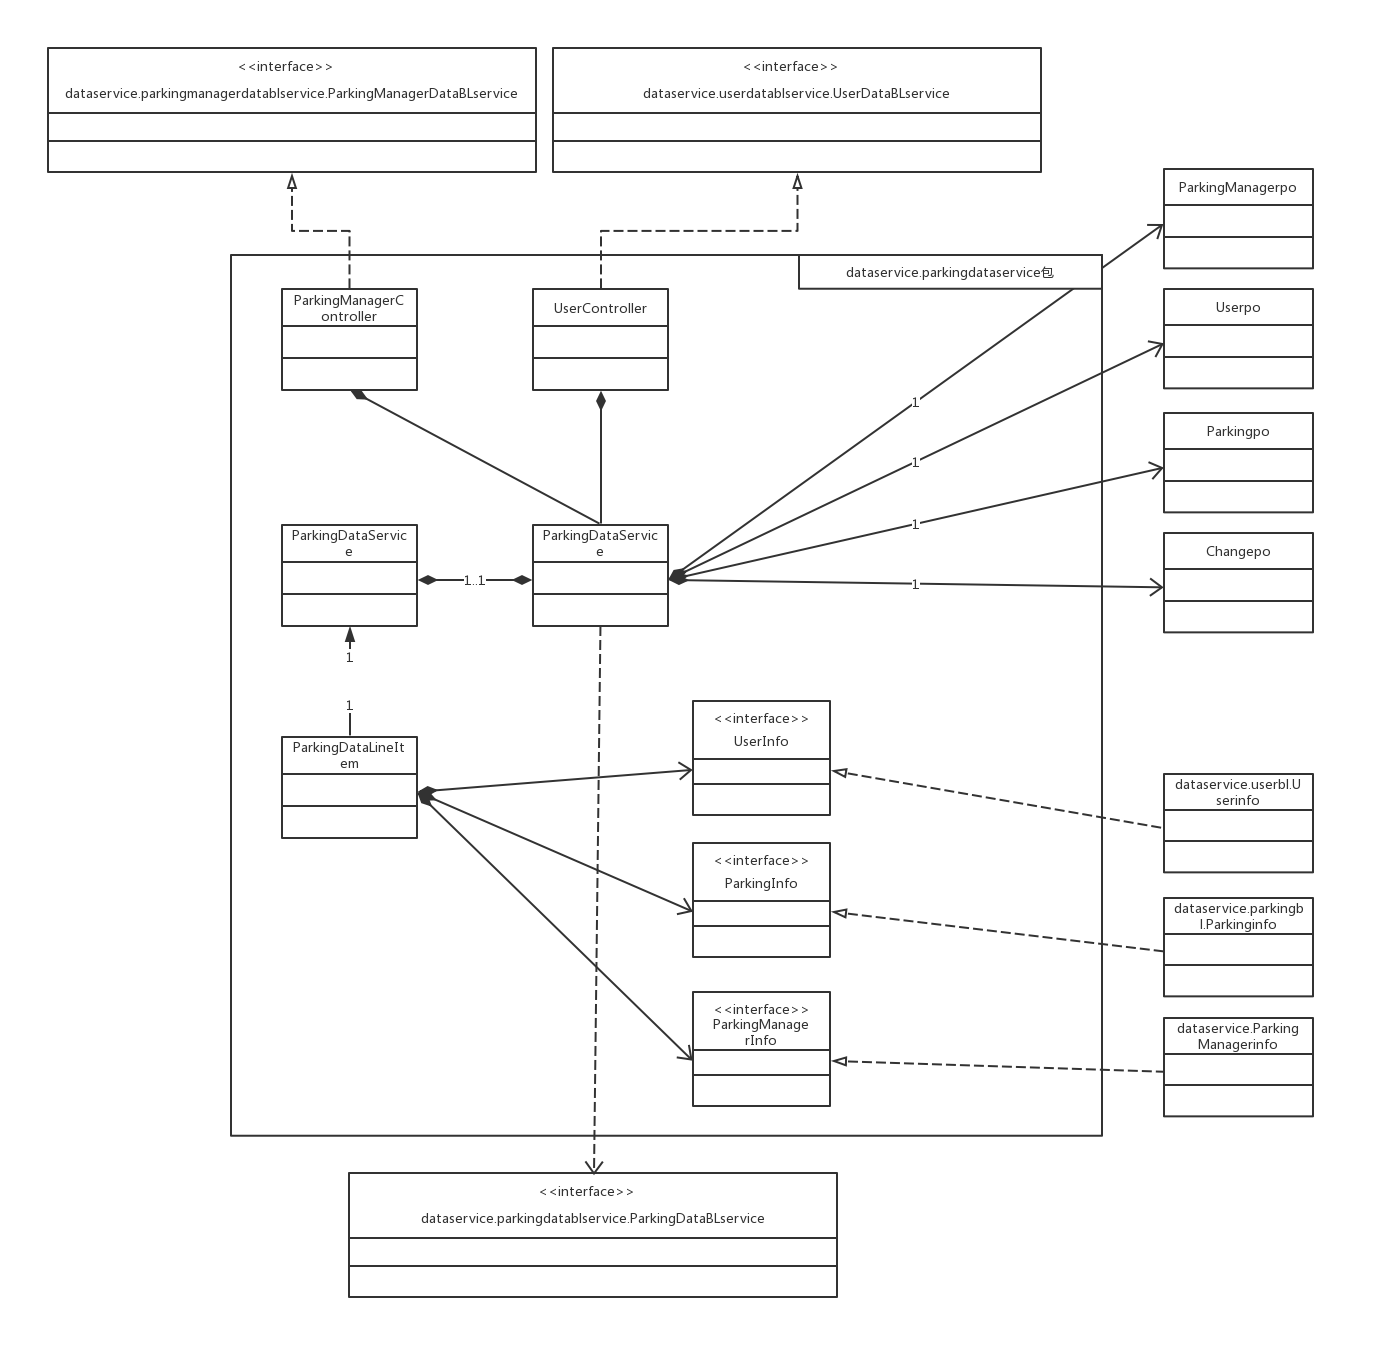 <<interface>>
dataservice.parkingmanagerdatablservice.ParkingManagerDataBLservice
<<interface>>
dataservice.userdatablservice.UserDataBLservice
ParkingManagerpo
dataservice.parkingdataservice包
ParkingManagerC
ontroller
UserController
Userpo
1
Parkingpo
1
1
ParkingDataServic
e
ParkingDataServic
e
Changepo
1..1
1
1
1
ParkingDataLineIt
em
<<interface>>
UserInfo
dataservice.userbl.U
serinfo
<<interface>>
ParkingInfo
dataservice.parkingb
l.Parkinginfo
<<interface>>
ParkingManage
rInfo
dataservice.Parking
Managerinfo
<<interface>>
dataservice.parkingdatablservice.ParkingDataBLservice